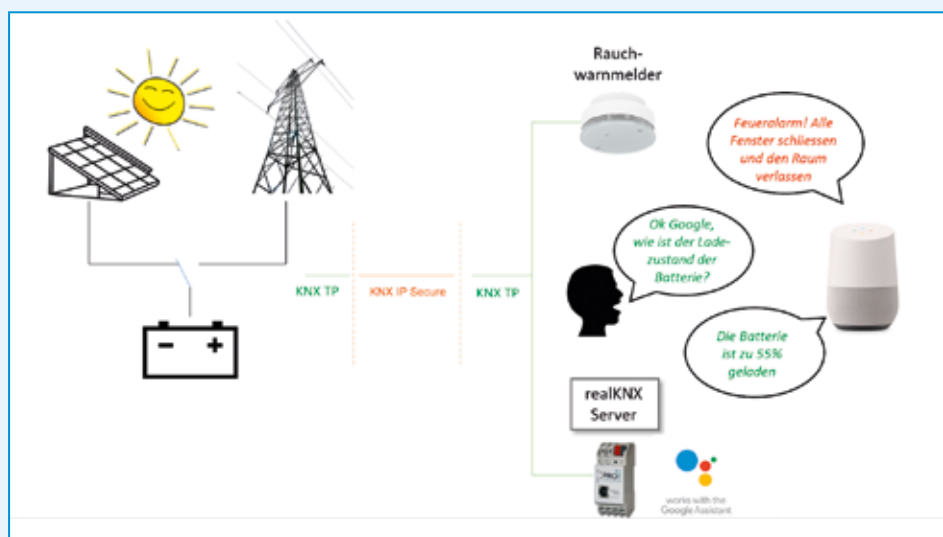 Rauch-
warnmelder
Feueralarm! Alle
Fenster schliessen
und den Raum
verlassen
Ok Google,
wie ist der Lade-
zustand der
Batterie?
KNX TP
KNX IP Secure
KNX TP
Die Batterie
ist zu 55%
geladen
realKNX
Server
works with the
Google Assistant